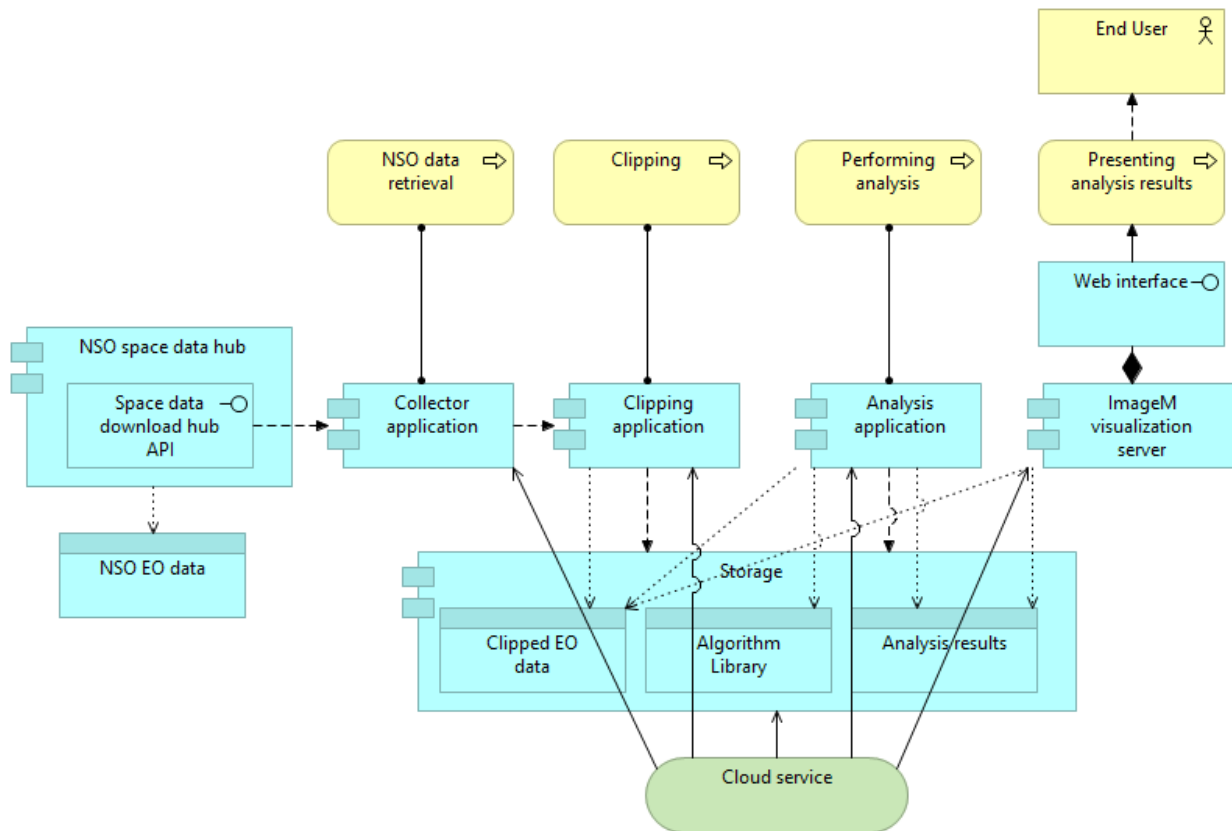 End User
NSO data
retrieval
Clipping
Performing
analysis
Presenting
analysis results
Web interface
NSO space data hub
Space data
download hub
API
Collector
application
Clipping
application
Analysis
application
ImageM
visualization
server
NSO EO data
Storage
Clipped EO
data
Algorithm
Library
Analysis results
Cloud service